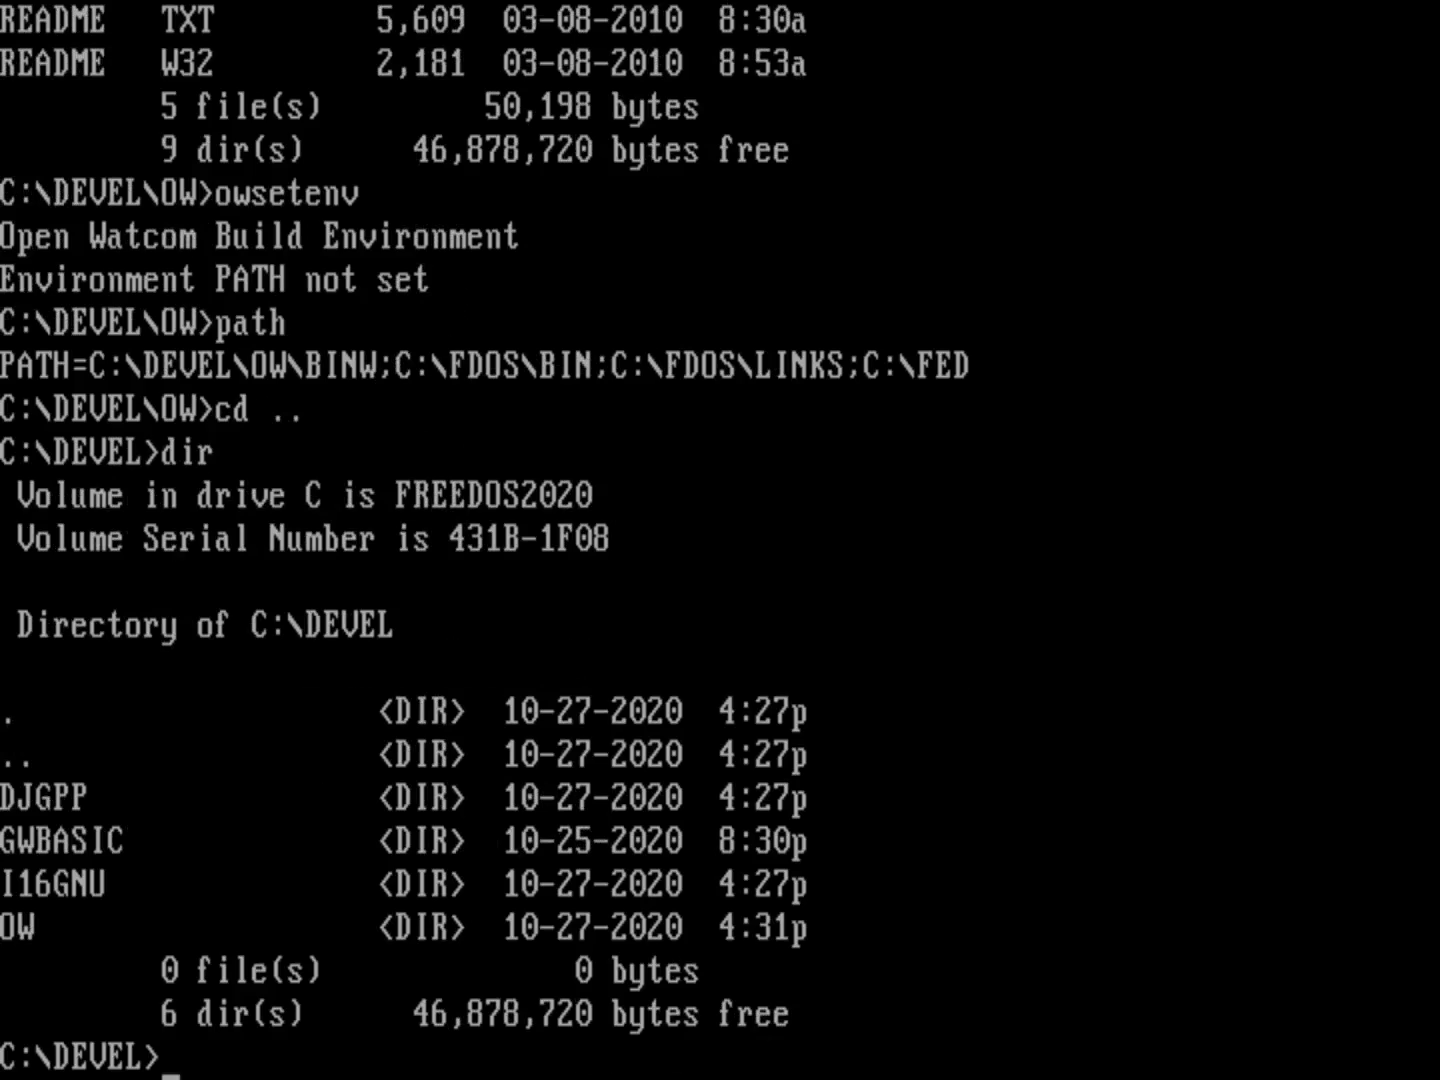 README   TXT         5,609  03-08-2010  8:30a
README   W32         2,181  03-08-2010  8:53a
         5 file(s)         50,198 bytes
         9 dir(s)      46,878,720 bytes free
C:\DEVEL\OW>owsetenv
Open Watcom Build Environment
Environment PATH not set
C:\DEVEL\OW>path
PATH=C:\DEVEL\OW\BINW;C:\FDOS\BIN;C:\FDOS\LINKS;C:\FED
C:\DEVEL\OW>cd ..
C:\DEVEL>dir
 Volume in drive C is FREEDOS2020
 Volume Serial Number is 431B-1F08
 Directory of C:\DEVEL
.                    <DIR>  10-27-2020  4:27p
..                   <DIR>  10-27-2020  4:27p
DJGPP                <DIR>  10-27-2020  4:27p
GWBASIC              <DIR>  10-25-2020  8:30p
I16GNU               <DIR>  10-27-2020  4:27p
OW                   <DIR>  10-27-2020  4:31p
         0 file(s)              0 bytes
         6 dir(s)      46,878,720 bytes free
C:\DEVEL>_